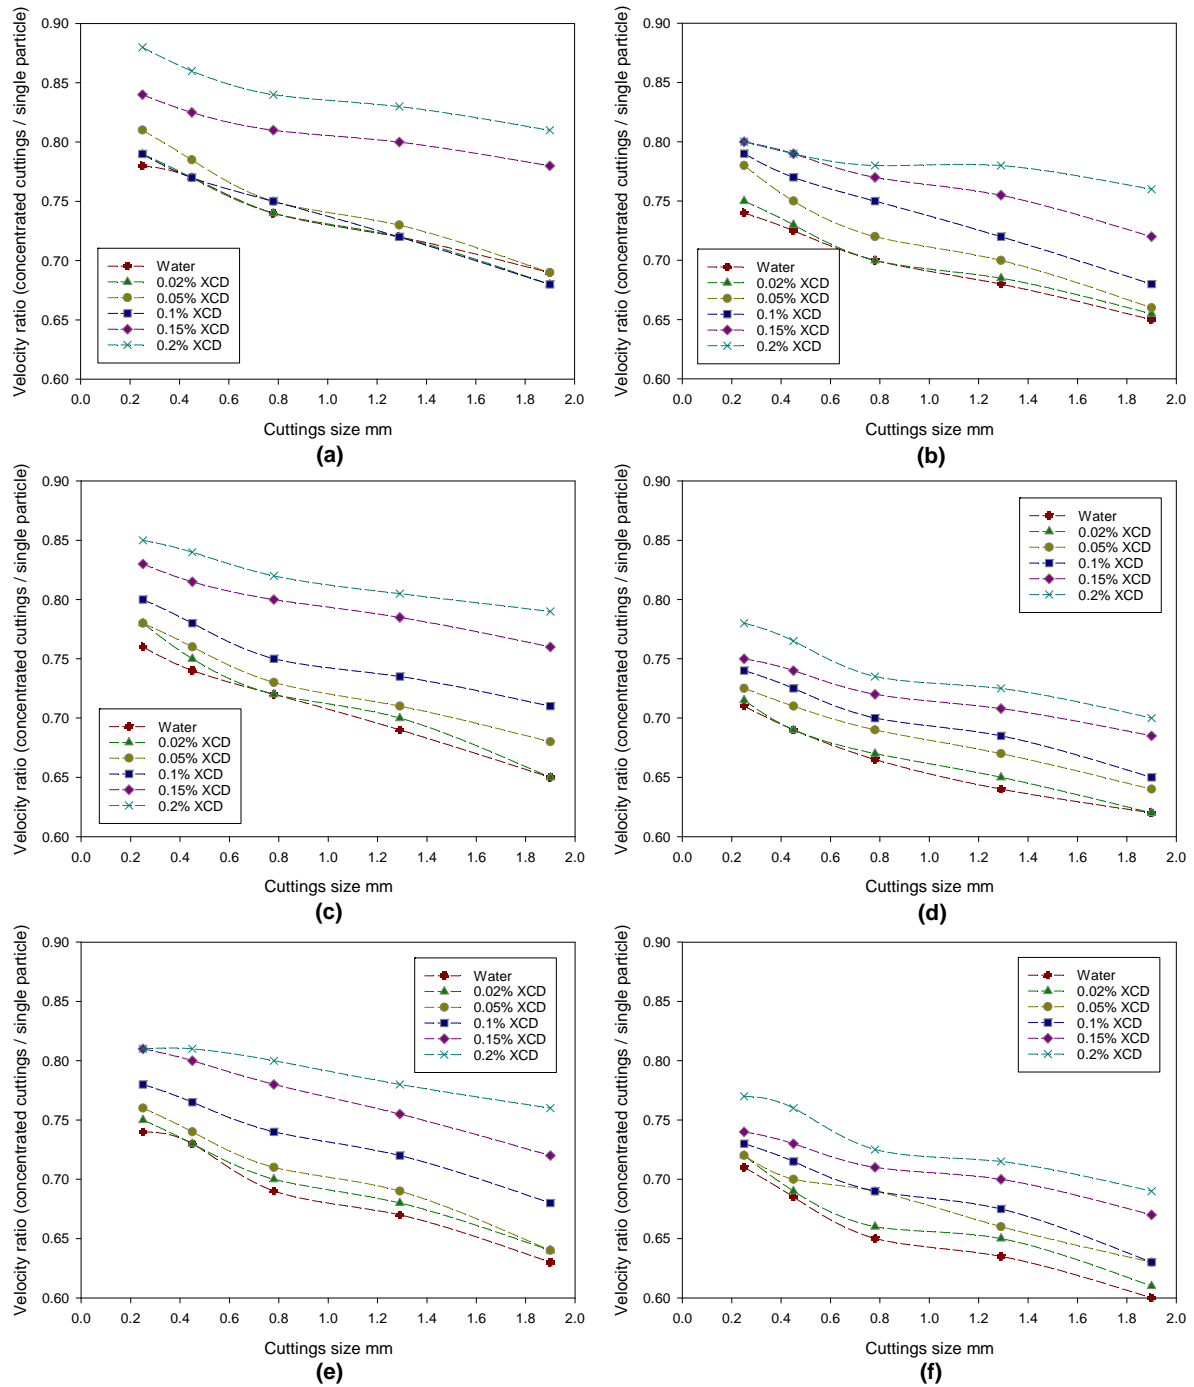 Velocity ratio (concentrated cuttings / single particle)
0.90
0.85
0.80
0.75
0.70
0.65
0.60
Water
0.02% XCD
0.05% XCD
0.1% XCD
0.15% XCD
0.2% XCD
0.0 0.2 0.4 0.6 0.8 1.0 1.2 1.4 1.6 1.8 2.0
Cuttings size mm
(a)
Velocity ratio (concentrated cuttings / single particle)
0.90
0.85
0.80
0.75
0.70
0.65
0.60
Water
0.02% XCD
0.05% XCD
0.1% XCD
0.15% XCD
0.2% XCD
0.0 0.2 0.4 0.6 0.8 1.0 1.2 1.4 1.6 1.8 2.0
Cuttings size mm
(b)
Velocity ratio (concentrated cuttings / single particle)
0.90
0.85
0.80
0.75
0.70
0.65
0.60
Water
0.02% XCD
0.05% XCD
0.1% XCD
0.15% XCD
0.2% XCD
0.0 0.2 0.4 0.6 0.8 1.0 1.2 1.4 1.6 1.8 2.0
Cuttings size mm
(c)
Velocity ratio (concentrated cuttings / single particle)
0.90
0.85
0.80
0.75
0.70
0.65
0.60
Water
0.02% XCD
0.05% XCD
0.1% XCD
0.15% XCD
0.2% XCD
0.0 0.2 0.4 0.6 0.8 1.0 1.2 1.4 1.6 1.8 2.0
Cuttings size mm
(d)
Velocity ratio (concentrated cuttings / single particle)
0.90
0.85
0.80
0.75
0.70
0.65
0.60
Water
0.02% XCD
0.05% XCD
0.1% XCD
0.15% XCD
0.2% XCD
0.0 0.2 0.4 0.6 0.8 1.0 1.2 1.4 1.6 1.8 2.0
Cuttings size mm
(e)
Velocity ratio (concentrated cuttings / single particle)
0.90
0.85
0.80
0.75
0.70
0.65
0.60
Water
0.02% XCD
0.05% XCD
0.1% XCD
0.15% XCD
0.2% XCD
0.0 0.2 0.4 0.6 0.8 1.0 1.2 1.4 1.6 1.8 2.0
Cuttings size mm
(f)